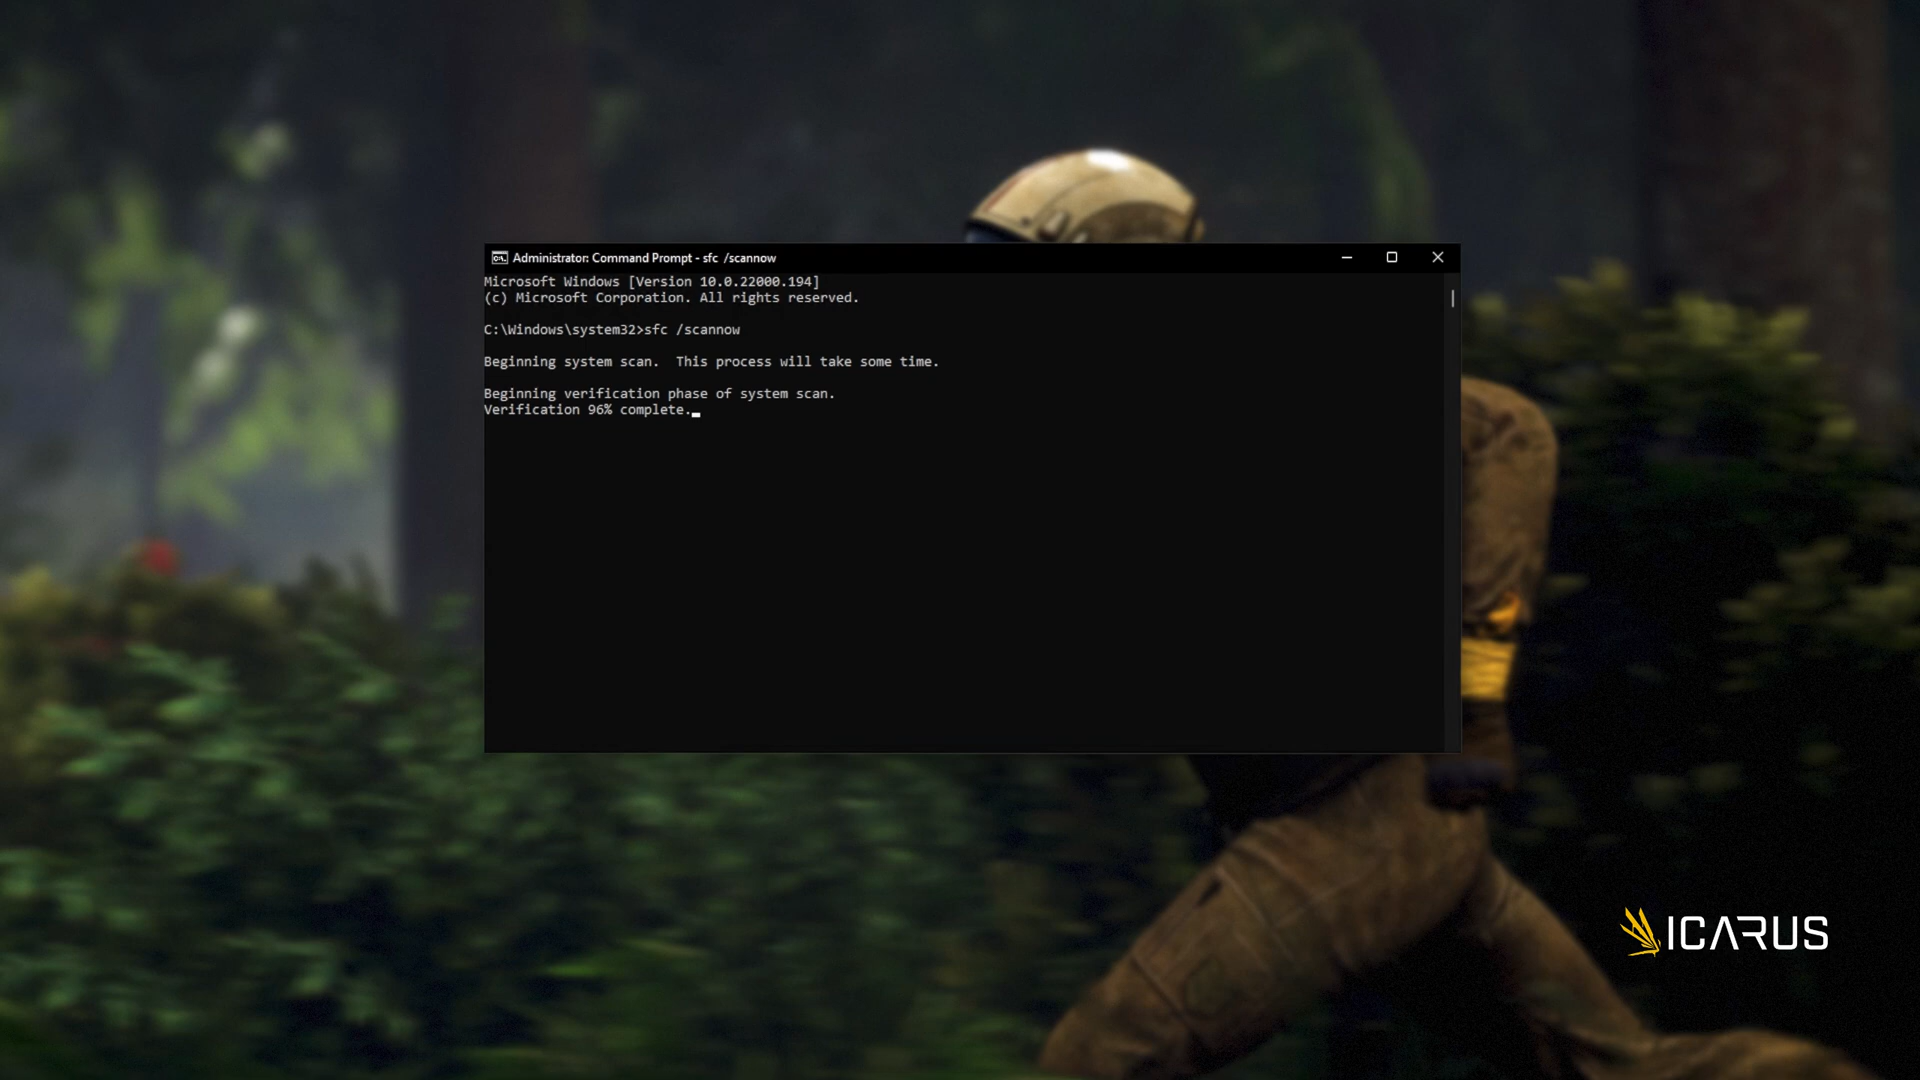 Administrator: Command Prompt - sfc  /scannow
Microsoft Windows [Version 10.0.22000.194]
(c) Microsoft Corporation. All rights reserved.
C:\Windows\system32>sfc /scannow
Beginning system scan.  This process will take some time.
Beginning verification phase of system scan.
Verification 96% complete.
ICARUS